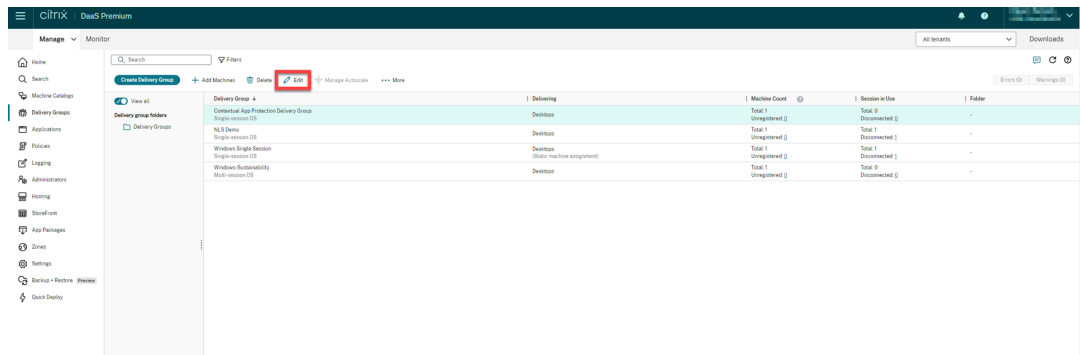 citrix | DaaS Premium
Manage Monitor
All tenants
Downloads
Home
Search
Machine Catalogs
Delivery Groups
Applications
Policies
Logging
Administrators
Hosting
StoreFront
App Packages
Zones
Settings
Backup + Restore Preview
Quick Deploy
Search
Filters
Create Delivery Group
Add Machines
Delete
Edit
Manage Autoscale
More
Errors (0)
Warnings (0)
View all
Delivery group folders
Delivery Groups
Delivery Group ↓ Delivering Machine Count Session in Use Folder
Contextual App Protection Delivery Group
Single-session OS
Desktops
Total: 1
Unregistered: 0
Total: 0
Disconnected: 0
-
NLS Demo
Single-session OS
Desktops
Total: 1
Unregistered: 0
Total: 1
Disconnected: 1
-
Windows Single Session
Single-session OS
Desktops
(Static machine assignment)
Total: 1
Unregistered: 0
Total: 1
Disconnected: 1
-
Windows-Sustainability
Multi-session OS
Desktops
Total: 1
Unregistered: 0
Total: 0
Disconnected: 0
-